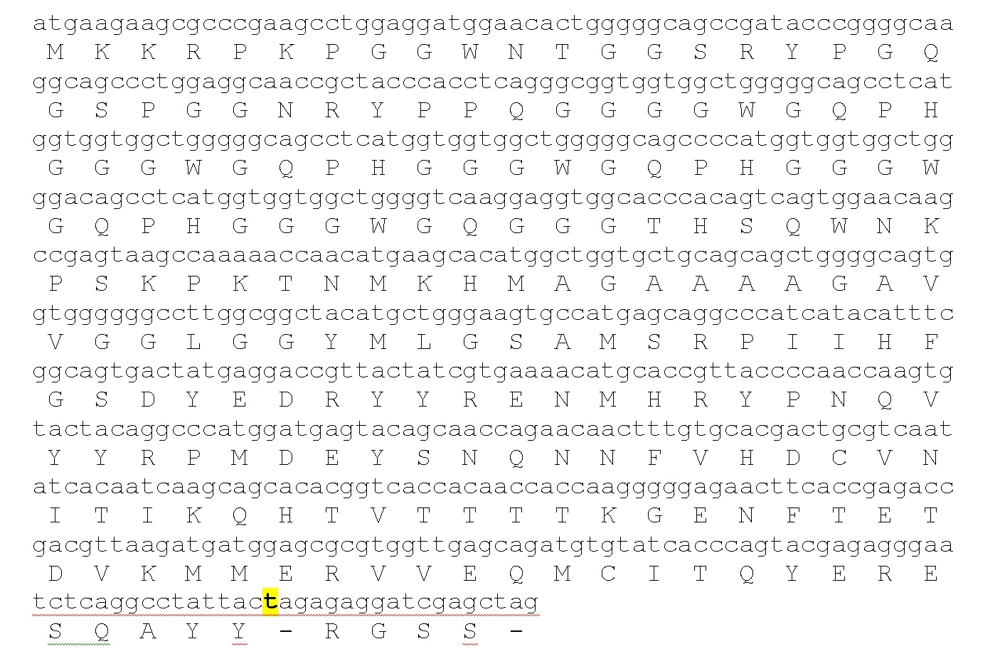 atgaagaagcgcccgaagcctggaggatggaacactgggggcagccgatacccggggcaa
M K K R P K P G G W N T G G S R Y P G Q
ggcagccctggaggcaaccgctacccacctcagggcggtggtggctgggggcagcctcat
G S P G G N R Y P P Q G G G G W G Q P H
ggtggtggctgggggcagcctcatggtggtggctgggggcagccccatggtggtggctgg
G G G W G Q P H G G G W G Q P H G G G W
ggacagcctcatggtggtggctggggtcaaggaggtggcacccacagtcagtggaacaag
G Q P H G G G W G Q G G G T H S Q W N K
ccgagtaagccaaaaaccaacatgaagcacatggctggtgctgcagcagctggggcagtg
P S K P K T N M K H M A G A A A A G A V
gtggggggccttggcggctacatgctgggaagtgccatgagcaggcccatcatacatttc
V G G L G G Y M L G S A M S R P I I H F
ggcagtgactatgaggaccgttactatcgtgaaaacatgcaccgttaccccaaccaagtg
G S D Y E D R Y Y R E N M H R Y P N Q V
tactacaggcccatggatgagtacagcaaccagaacaactttgtgcacgactgcgtcaat
Y Y R P M D E Y S N Q N N F V H D C V N
atcacaatcaagcagcacacggtcaccacaaccaccaagggggagaacttcaccgagacc
I T I K Q H T V T T T T K G E N F T E T
gacgttaagatgatggagcgcgtggttgagcagatgtgtatcacccagtacgagagggaa
D V K M M E R V V E Q M C I T Q Y E R E
tctcaggcctattactagagaggatcgagctag
S Q A Y Y - R G S S -